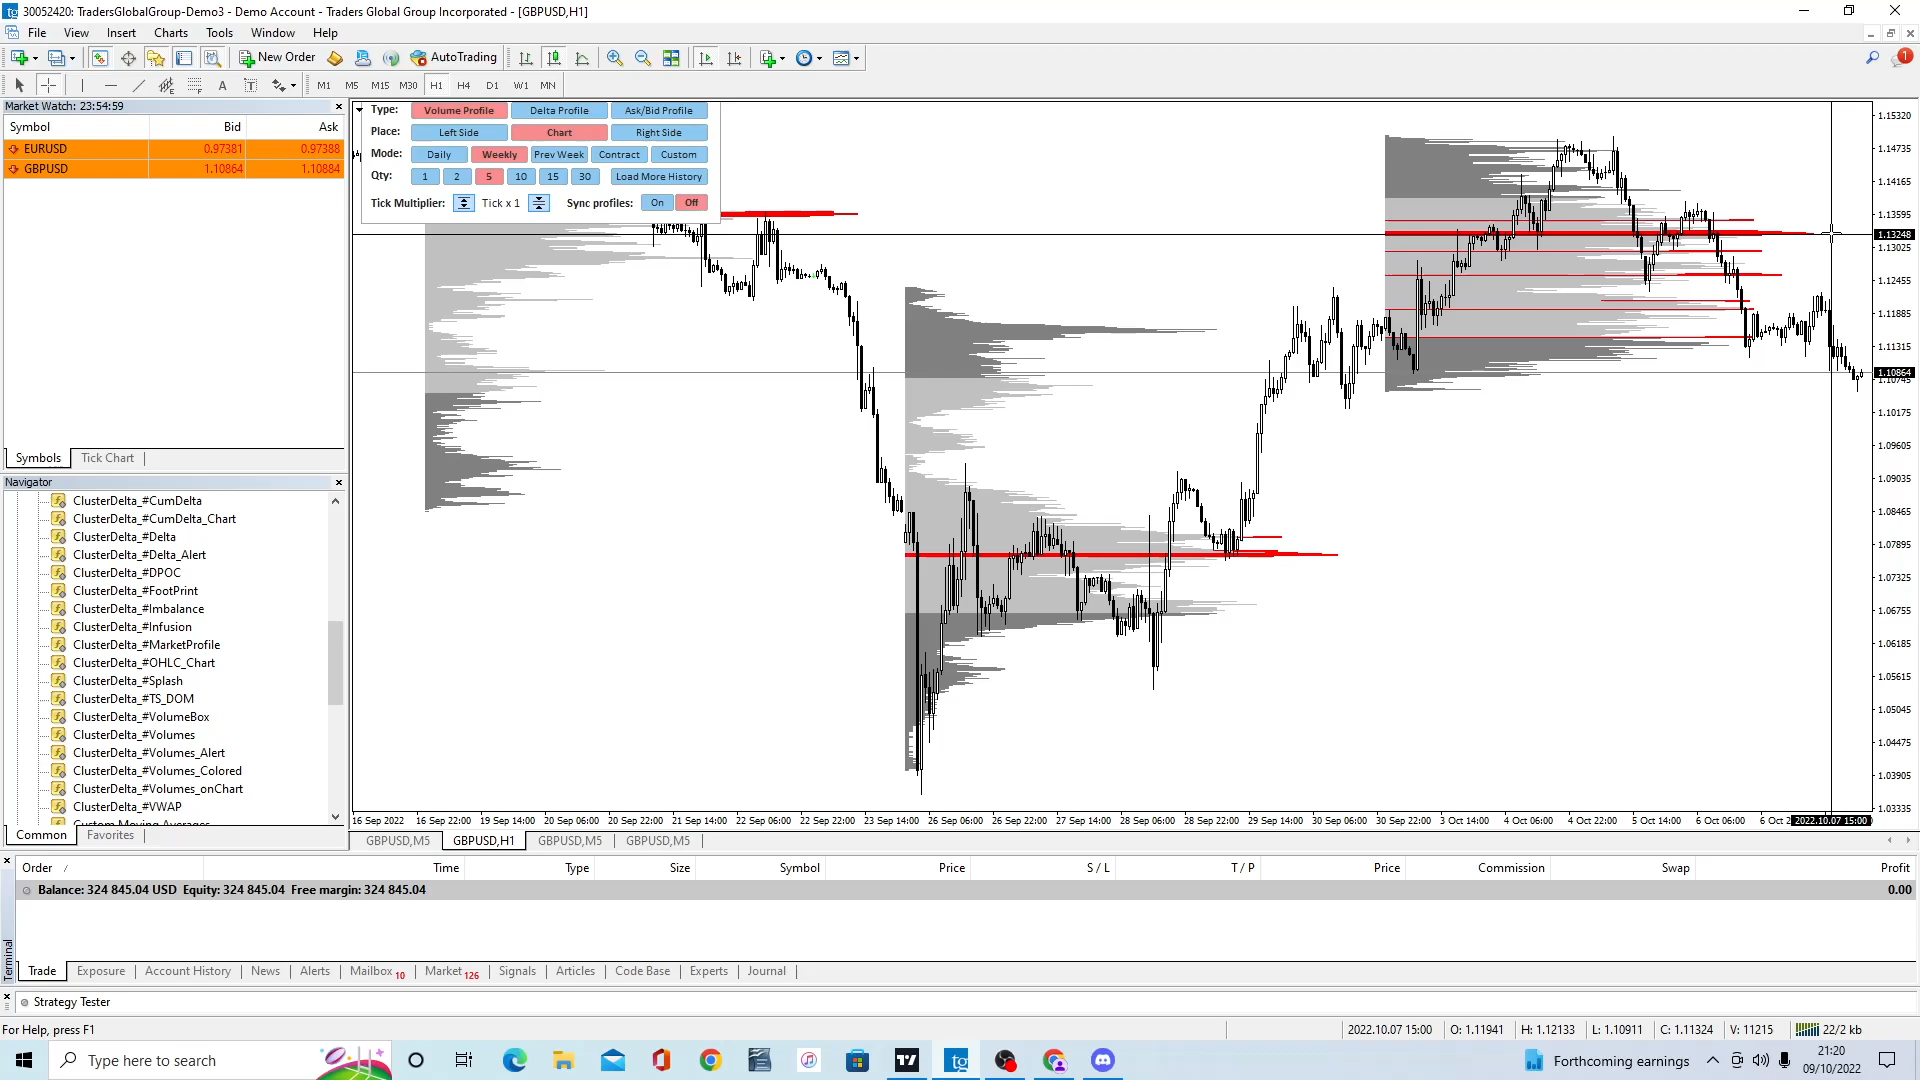 30052420: TradersGlobalGroup-Demo3 - Demo Account - Traders Global Group Incorporated - [GBPUSD,H1]
File View Insert Charts Tools Window Help
New Order AutoTrading 1
A T M1 M5 M15 M30 H1 H4 D1 W1 MN
Market Watch: 23:54:59
Symbol Bid Ask
EURUSD 0.97381 0.97388
GBPUSD 1.10864 1.10884
Symbols Tick Chart
Navigator
ClusterDelta_#CumDelta
ClusterDelta_#CumDelta_Chart
ClusterDelta_#Delta
ClusterDelta_#Delta_Alert
ClusterDelta_#DPOC
ClusterDelta_#FootPrint
ClusterDelta_#Imbalance
ClusterDelta_#Infusion
ClusterDelta_#MarketProfile
ClusterDelta_#OHLC_Chart
ClusterDelta_#Splash
ClusterDelta_#TS_DOM
ClusterDelta_#VolumeBox
ClusterDelta_#Volumes
ClusterDelta_#Volumes_Alert
ClusterDelta_#Volumes_Colored
ClusterDelta_#Volumes_onChart
ClusterDelta_#VWAP
Custom Moving Averages
Common Favorites
Type: Volume Profile Delta Profile Ask/Bid Profile
Place: Left Side Chart Right Side
Mode: Daily Weekly Prev Week Contract Custom
Qty: 1 2 5 10 15 30 Load More History
Tick Multiplier: Tick x 1 Sync profiles: On Off
1.15320
1.14735
1.14165
1.13595
1.13248
1.13025
1.12455
1.11885
1.11315
1.10864
1.10745
1.10175
1.09605
1.09035
1.08465
1.07895
1.07325
1.06755
1.06185
1.05615
1.05045
1.04475
1.03905
1.03335
16 Sep 2022 16 Sep 22:00 19 Sep 14:00 20 Sep 06:00 20 Sep 22:00 21 Sep 14:00 22 Sep 06:00 22 Sep 22:00 23 Sep 14:00 26 Sep 06:00 26 Sep 22:00 27 Sep 14:00 28 Sep 06:00 28 Sep 22:00 29 Sep 14:00 30 Sep 06:00 30 Sep 22:00 3 Oct 14:00 4 Oct 06:00 4 Oct 22:00 5 Oct 14:00 6 Oct 06:00 6 Oct 2 2022.10.07 15:00
GBPUSD,M5 GBPUSD,H1 GBPUSD,M5 GBPUSD,M5
Order / Time Type Size Symbol Price S / L T / P Price Commission Swap Profit
Balance: 324 845.04 USD Equity: 324 845.04 Free margin: 324 845.04 0.00
Terminal
Trade Exposure Account History News Alerts Mailbox 10 Market 126 Signals Articles Code Base Experts Journal
Strategy Tester
For Help, press F1 2022.10.07 15:00 O: 1.11941 H: 1.12133 L: 1.10911 C: 1.11324 V: 11215 22/2 kb
Type here to search Forthcoming earnings 21:20
09/10/2022